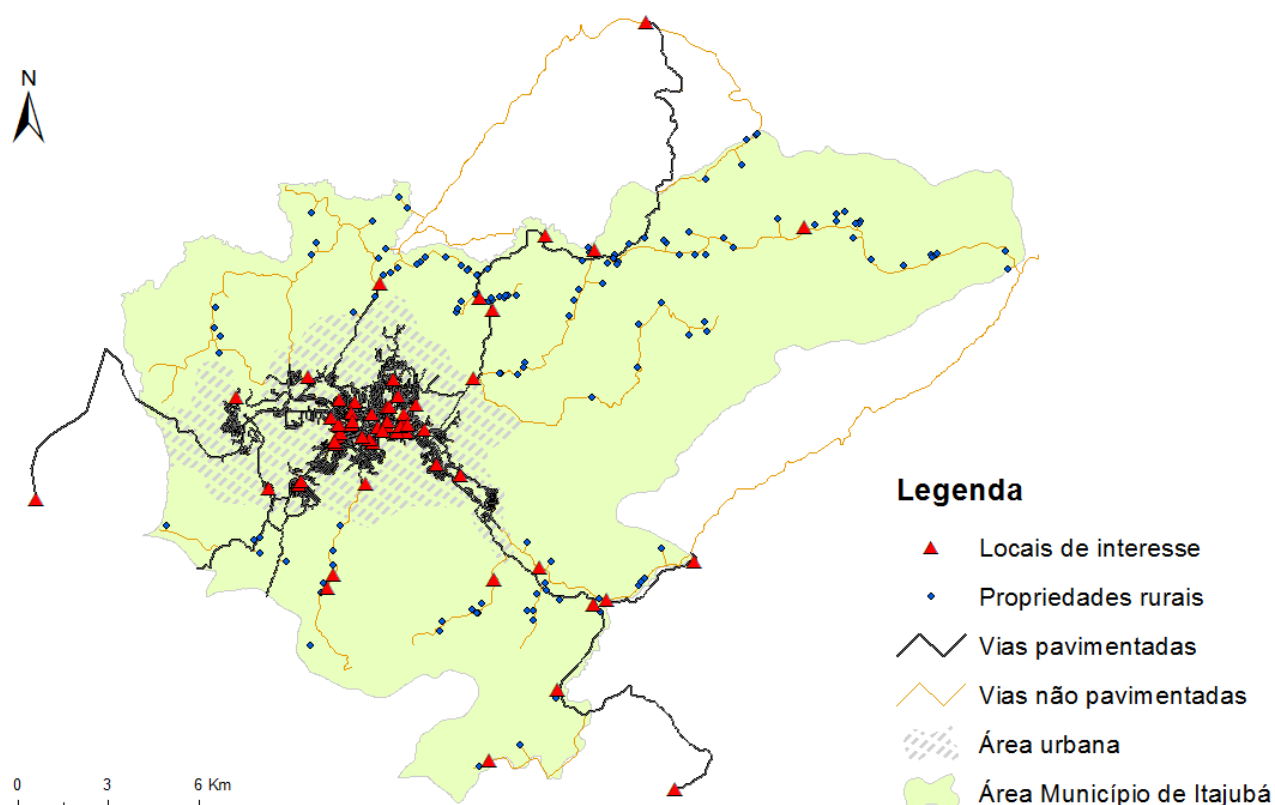 N
Legenda
Locais de interesse
Propriedades rurais
Vias pavimentadas
Vias não pavimentadas
Área urbana
Área Município de Itajubá
0 3 6 Km